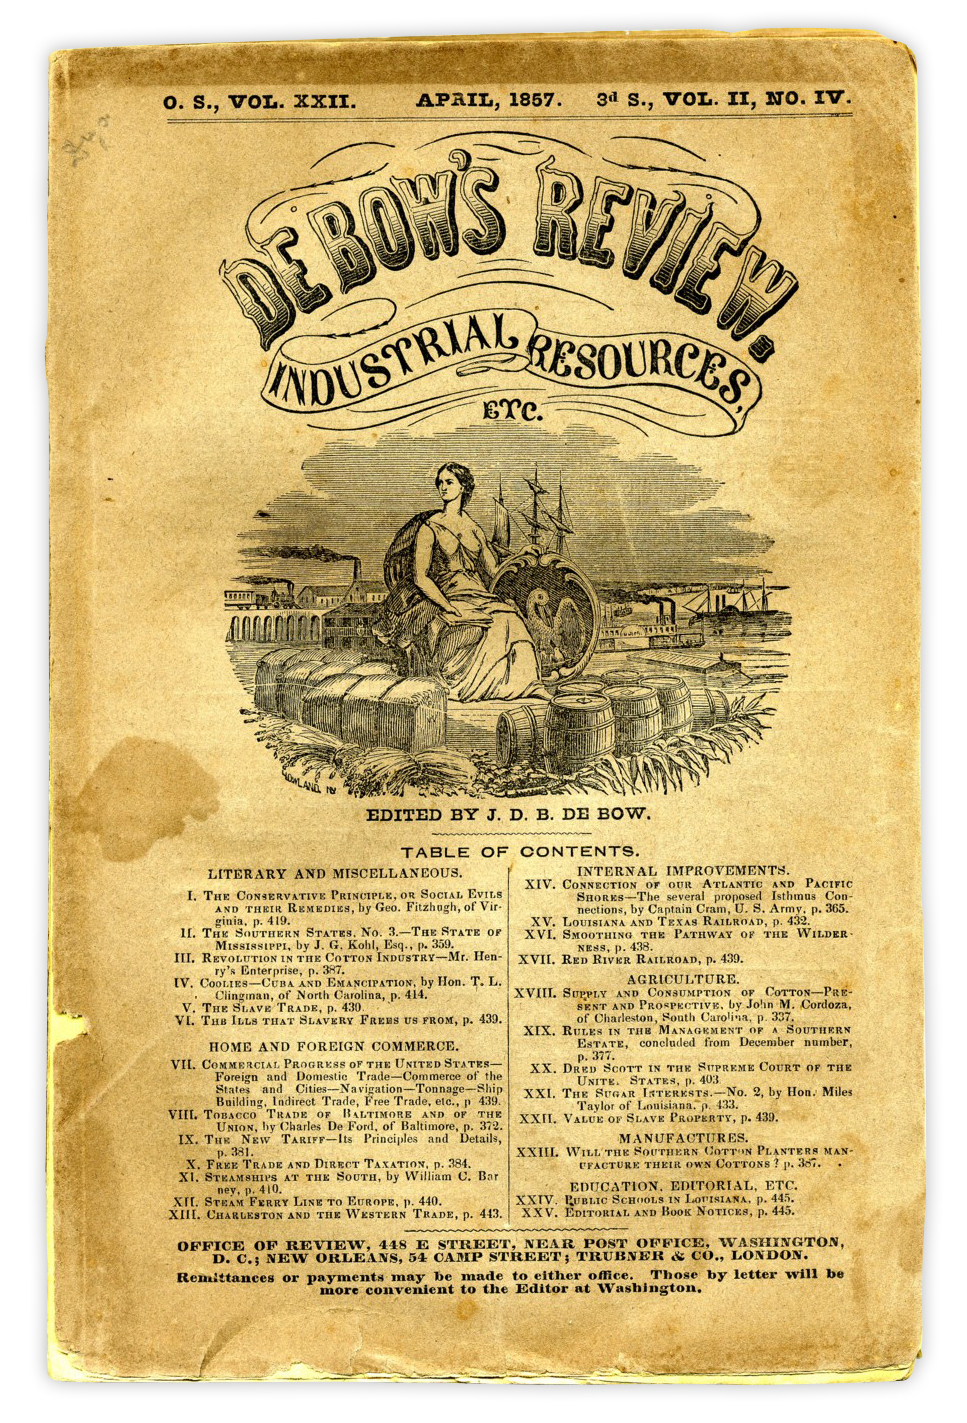 O. S., VOL. XXII. APRIL, 1857. 3d S., VOL. II, NO. IV.
DE BOW'S REVIEW.
INDUSTRIAL RESOURCES,
ETC.
HOWLAND, NY
EDITED BY J. D. B. DE BOW.
TABLE OF CONTENTS.
LITERARY AND MISCELLANEOUS.
I. THE CONSERVATIVE PRINCIPLE, OR SOCIAL EVILS
AND THEIR REMEDIES, by Geo. Fitzhugh, of Vir-
ginia, p. 419.
II. THE SOUTHERN STATES, NO. 3.—THE STATE OF
MISSISSIPPI, by J. G. Kohl, Esq., p. 359.
III. REVOLUTION IN THE COTTON INDUSTRY—Mr. Hen-
ry's Enterprise, p. 387.
IV. COOLIES—CUBA AND EMANCIPATION, by Hon. T. L.
Clingman, of North Carolina, p. 414.
V. THE SLAVE TRADE, p. 430.
VI. THE ILLS THAT SLAVERY FREES US FROM, p. 439.
HOME AND FOREIGN COMMERCE.
VII. COMMERCIAL PROGRESS OF THE UNITED STATES—
Foreign and Domestic Trade—Commerce of the
States and Cities—Navigation—Tonnage—Ship
Building, Indirect Trade, Free Trade, etc., p 439.
VIII. TOBACCO TRADE OF BALTIMORE AND OF THE
UNION, by Charles De Ford, of Baltimore, p. 372.
IX. THE NEW TARIFF—Its Principles and Details,
p. 381.
X. FREE TRADE AND DIRECT TAXATION, p. 384.
XI. STEAMSHIPS AT THE SOUTH, by William C. Bar
ney, p. 410.
XII. STEAM FERRY LINE TO EUROPE, p. 440.
XIII. CHARLESTON AND THE WESTERN TRADE, p. 443.
INTERNAL IMPROVEMENTS.
XIV. CONNECTION OF OUR ATLANTIC AND PACIFIC
SHORES—The several proposed Isthmus Con-
nections, by Captain Cram, U. S. Army, p. 365.
XV. LOUISIANA AND TEXAS RAILROAD, p. 432.
XVI. SMOOTHING THE PATHWAY OF THE WILDER-
NESS, p. 438.
XVII. RED RIVER RAILROAD, p. 439.
AGRICULTURE.
XVIII. SUPPLY AND CONSUMPTION OF COTTON—PRE-
SENT AND PROSPECTIVE, by John M. Cordoza,
of Charleston, South Carolina, p. 337.
XIX. RULES IN THE MANAGEMENT OF A SOUTHERN
ESTATE, concluded from December number,
p. 377.
XX. DRED SCOTT IN THE SUPREME COURT OF THE
UNITE. STATES, p. 403
XXI. THE SUGAR INTERESTS.—No. 2, by Hon. Miles
Taylor of Louisiana, p. 433.
XXII. VALUE OF SLAVE PROPERTY, p. 439.
MANUFACTURES.
XXIII. WILL THE SOUTHERN COTTON PLANTERS MAN-
UFACTURE THEIR OWN COTTONS? p. 387.
EDUCATION, EDITORIAL, ETC.
XXIV. PUBLIC SCHOOLS IN LOUISIANA, p. 445.
XXV. EDITORIAL AND BOOK NOTICES, p. 445.
OFFICE OF REVIEW, 448 E STREET, NEAR POST OFFICE, WASHINGTON,
D. C.; NEW ORLEANS, 54 CAMP STREET; TRUBNER & CO., LONDON.
Remittances or payments may be made to either office. Those by letter will be
more convenient to the Editor at Washington.